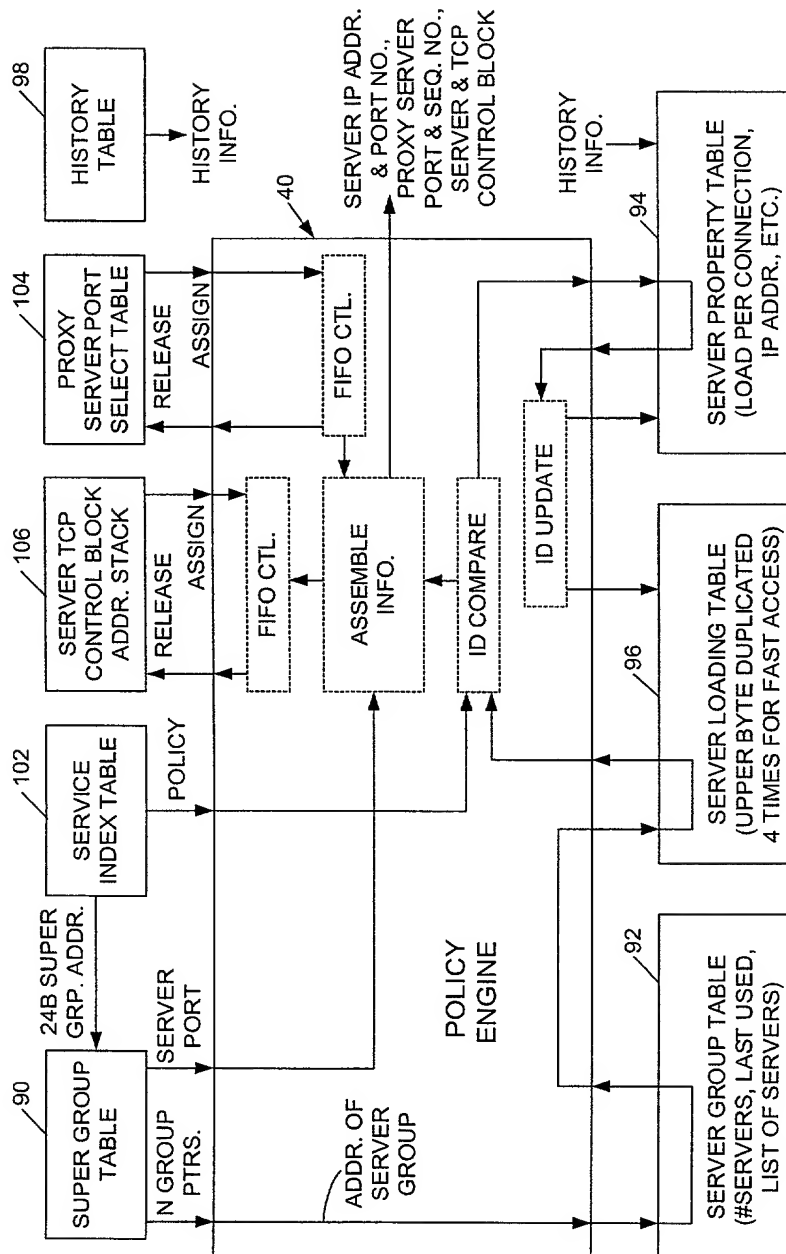 90
SUPER GROUP
TABLE
102
SERVICE
INDEX TABLE
106
SERVER TCP
CONTROL BLOCK
ADDR. STACK
104
PROXY
SERVER PORT
SELECT TABLE
98
HISTORY
TABLE
24B SUPER
GRP. ADDR.
N GROUP
PTRS.
SERVER
PORT
POLICY
RELEASE
ASSIGN
RELEASE
ASSIGN
HISTORY
INFO.
40
FIFO CTL.
FIFO CTL.
ASSEMBLE
INFO.
SERVER IP ADDR.
& PORT NO.,
PROXY SERVER
PORT & SEQ. NO.,
SERVER & TCP
CONTROL BLOCK
ADDR. OF
SERVER
GROUP
POLICY
ENGINE
ID COMPARE
ID UPDATE
HISTORY
INFO.
92
SERVER GROUP TABLE
(#SERVERS, LAST USED,
LIST OF SERVERS)
96
SERVER LOADING TABLE
(UPPER BYTE DUPLICATED
4 TIMES FOR FAST ACCESS)
94
SERVER PROPERTY TABLE
(LOAD PER CONNECTION,
IP ADDR., ETC.)